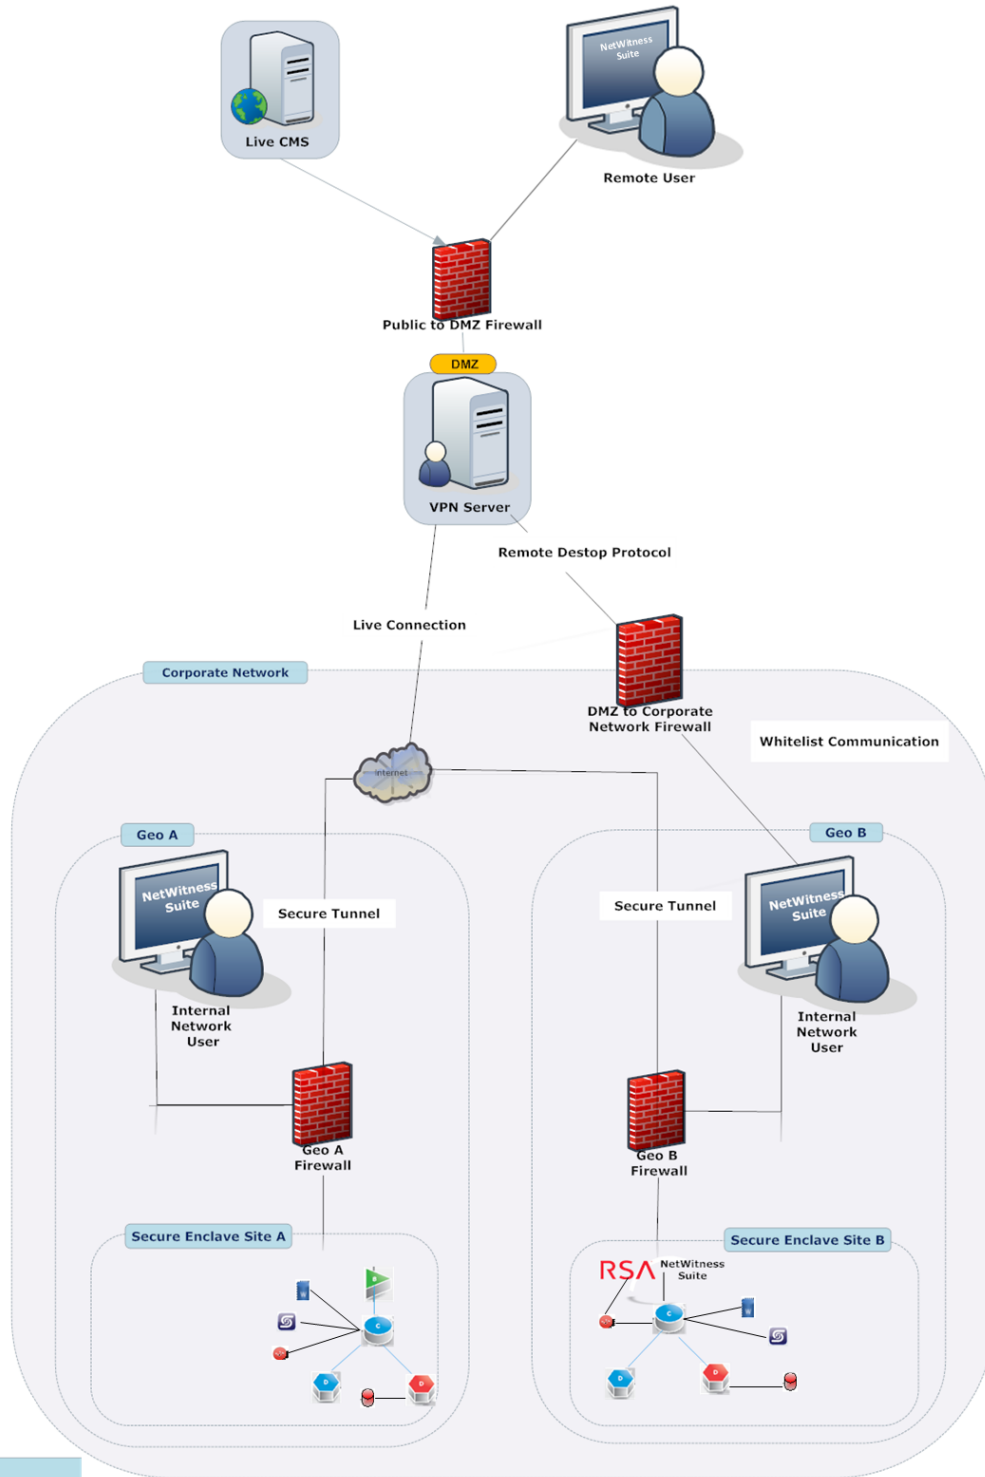 NetWitness
Suite
Live CMS
Remote User
Public to DMZ Firewall
DMZ
VPN Server
Remote Destop Protocol
Live Connection
Corporate Network
DMZ to Corporate
Network Firewall
Whitelist Communication
Internet
Geo A
Geo B
NetWitness
Suite
Secure Tunnel
Secure Tunnel
NetWitness
Suite
Internal
Network
User
Internal
Network
User
Geo A
Firewall
Geo B
Firewall
Secure Enclave Site A
Secure Enclave Site B
RSA
NetWitness
Suite
C
D
D
C
D
D